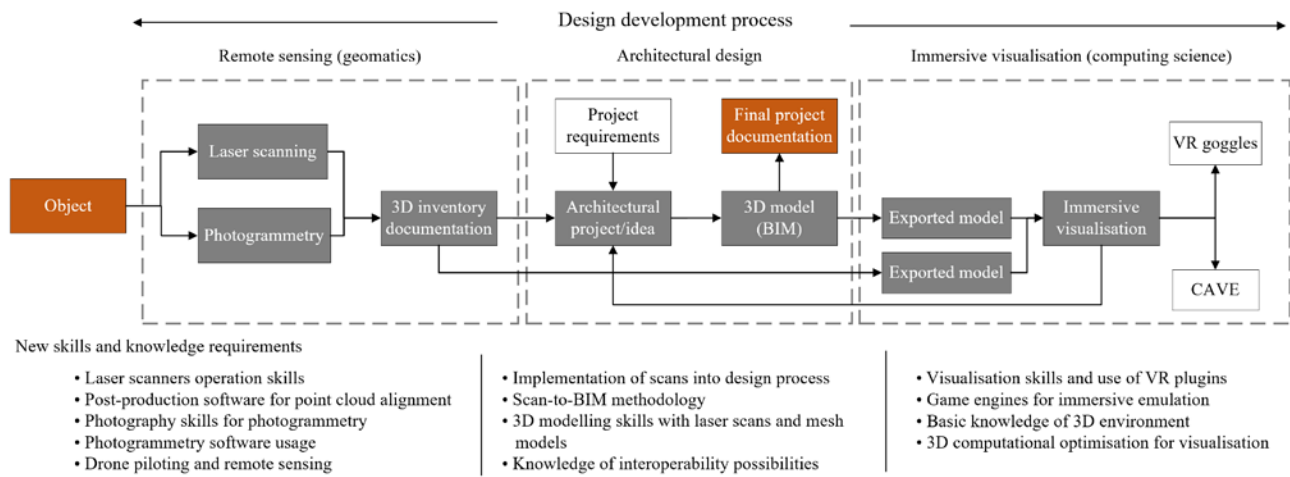 Design development process
Remote sensing (geomatics)
Architectural design
Immersive visualisation (computing science)
Object
Laser scanning
Photogrammetry
3D inventory
documentation
Project
requirements
Architectural
project/idea
Final project
documentation
3D model
(BIM)
Exported model
Exported model
Immersive
visualisation
VR goggles
CAVE
New skills and knowledge requirements
• Laser scanners operation skills
• Post-production software for point cloud alignment
• Photography skills for photogrammetry
• Photogrammetry software usage
• Drone piloting and remote sensing
• Implementation of scans into design process
• Scan-to-BIM methodology
• 3D modelling skills with laser scans and mesh
models
• Knowledge of interoperability possibilities
• Visualisation skills and use of VR plugins
• Game engines for immersive emulation
• Basic knowledge of 3D environment
• 3D computational optimisation for visualisation